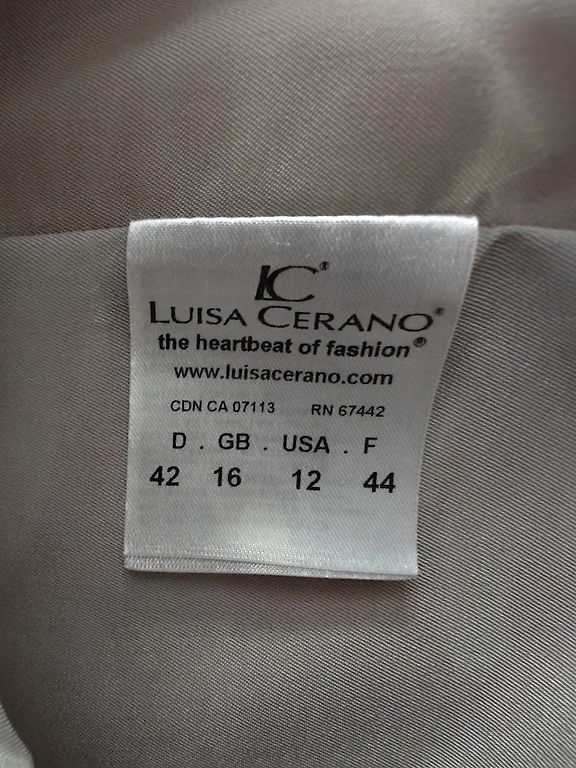 LC®
LUISA CERANO®
the heartbeat of fashion®
www.luisacerano.com
CDN CA 07113 RN 67442
D . GB . USA . F
42 16 12 44